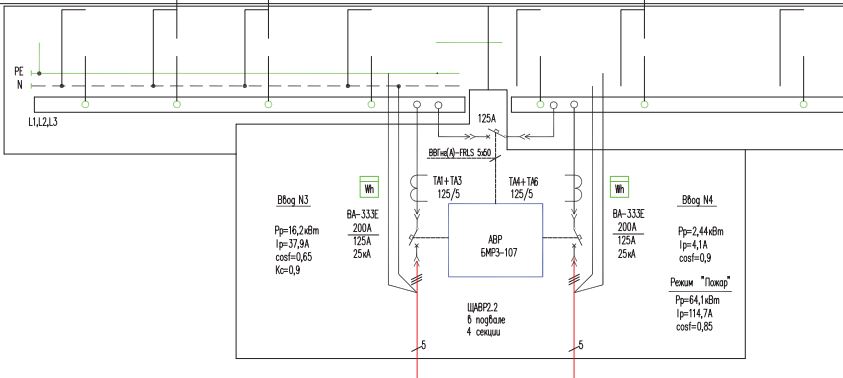 PE
N
L1,L2,L3
125А
ВВГнг(А)-FRLS 5x50
Wh
ТА1÷ТА3
125/5
ТА4÷ТА6
125/5
Wh
Ввод N3
Рр=16,2кВт
Iр=37,9А
cosf=0,65
Кс=0,9
ВА-333Е
200А
125А
25кА
АВР
БМРЗ-107
ВА-333Е
200А
125А
25кА
Ввод N4
Рр=2,44кВт
Iр=4,1А
cosf=0,9
Режим "Пожар"
Рр=64,1кВт
Iр=114,7А
cosf=0,85
ЩАВР2.2
в подвале
4 секции
5
5